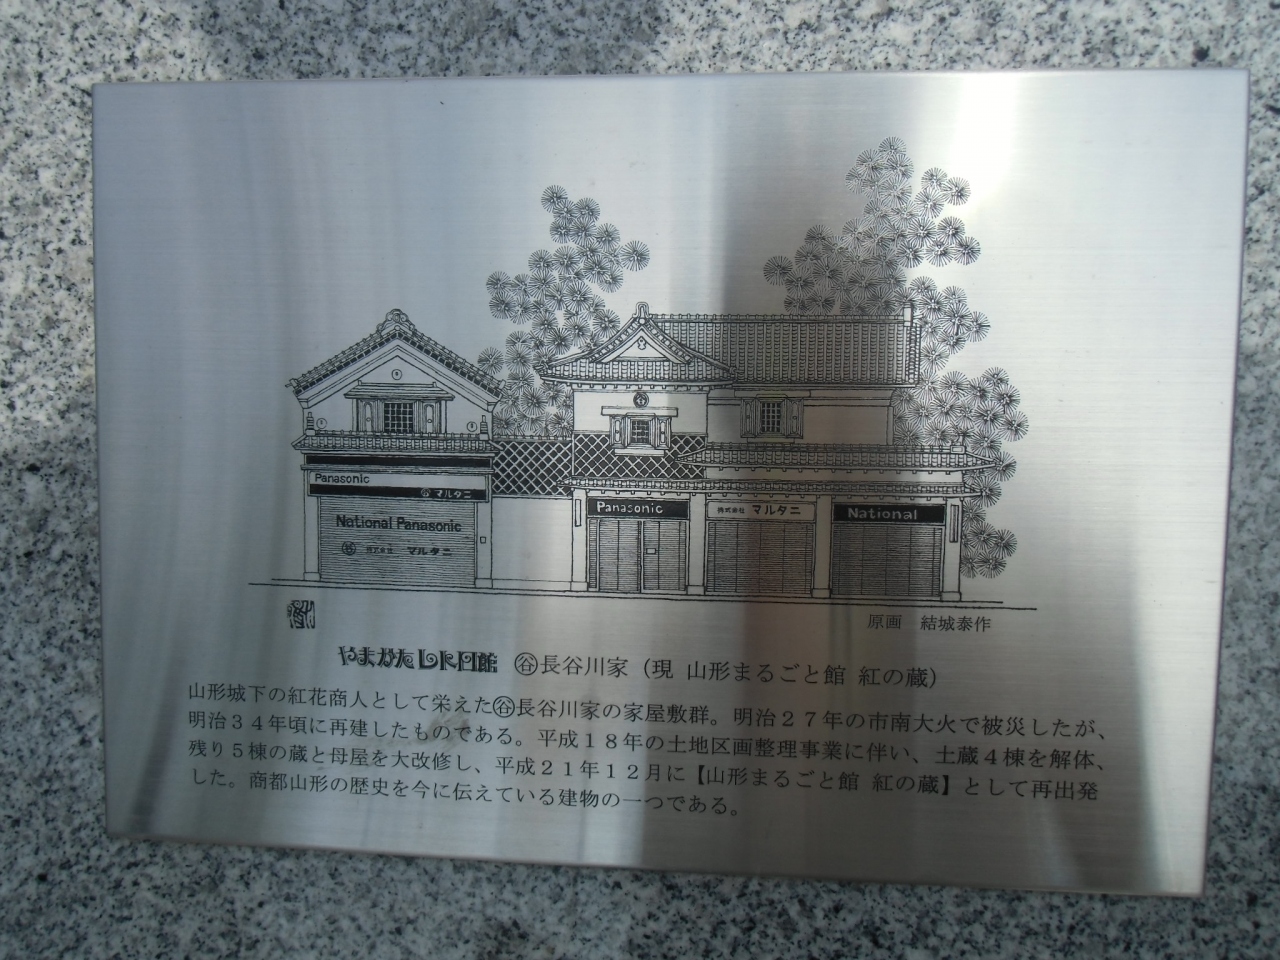 Panasonic
㊉マルタニ
National Panasonic
株式会社 マルタニ
Panasonic
株式会社 マルタニ
National
原画 結城泰作
やまがたレトロ館 ㊀長谷川家（現 山形まるごと館 紅の蔵）
山形城下の紅花商人として栄えた谷長谷川家の家屋敷群。明治２７年の市南大火で被災したが、
明治３４年頃に再建したものである。平成１８年の土地区画整理事業に伴い、土蔵４棟を解体、
残り５棟の蔵と母屋を大改修し、平成２１年１２月に【山形まるごと館 紅の蔵】として再出発
した。商都山形の歴史を今に伝えている建物の一つである。